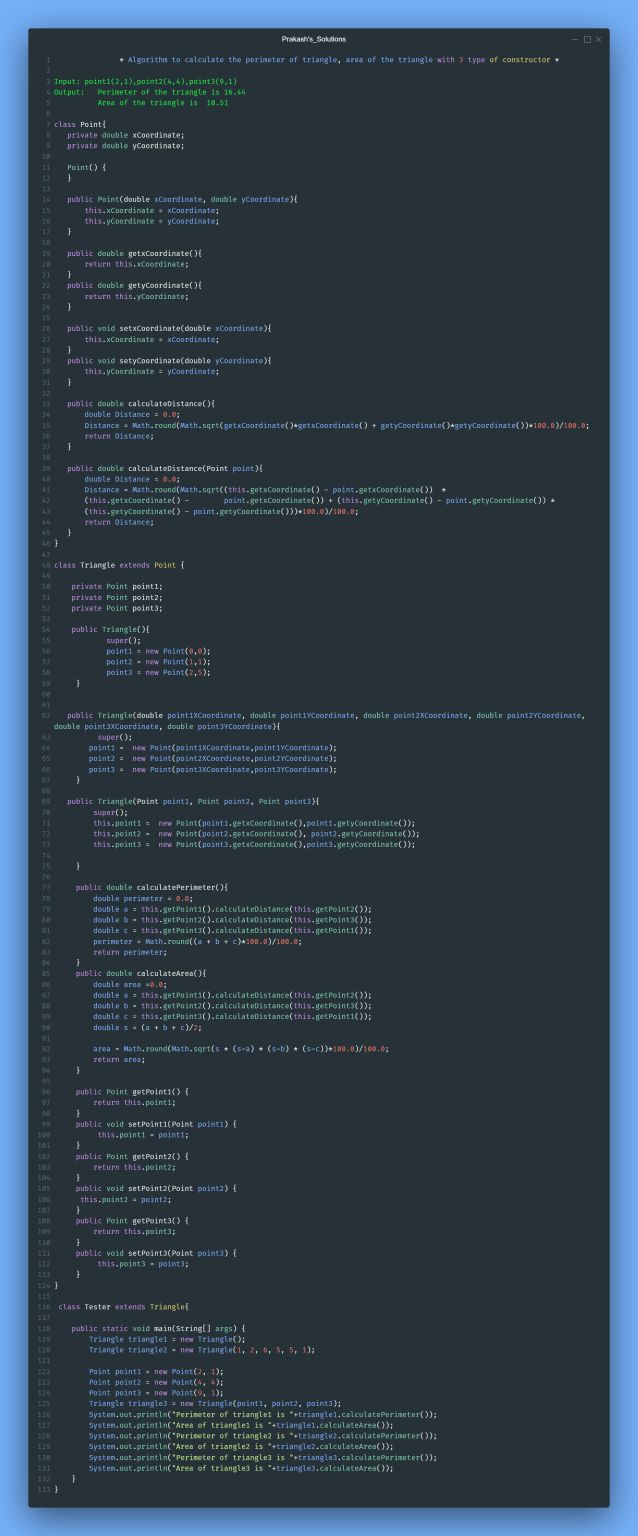 Prakash's_Solutions
1 * Algorithm to calculate the perimeter of triangle, area of the triangle with 3 type of constructor *
2
3 Input: point1(2,1),point2(4,4),point3(9,1)
4 Output:   Perimeter of the triangle is 16.44
5           Area of the triangle is  10.51
6
7 class Point{
8    private double xCoordinate;
9    private double yCoordinate;
10
11    Point() {
12    }
13
14    public Point(double xCoordinate, double yCoordinate){
15        this.xCoordinate = xCoordinate;
16        this.yCoordinate = yCoordinate;
17    }
18
19    public double getxCoordinate(){
20        return this.xCoordinate;
21    }
22    public double getyCoordinate(){
23        return this.yCoordinate;
24    }
25
26    public void setxCoordinate(double xCoordinate){
27        this.xCoordinate = xCoordinate;
28    }
29    public void setyCoordinate(double yCoordinate){
30        this.yCoordinate = yCoordinate;
31    }
32
33    public double calculateDistance(){
34        double Distance = 0.0;
35        Distance = Math.round(Math.sqrt(getxCoordinate()*getxCoordinate() + getyCoordinate()*getyCoordinate())*100.0)/100.0;
36        return Distance;
37    }
38
39    public double calculateDistance(Point point){
40        double Distance = 0.0;
41        Distance = Math.round(Math.sqrt((this.getxCoordinate() - point.getxCoordinate())  *
42        (this.getxCoordinate() -        point.getxCoordinate()) + (this.getyCoordinate() - point.getyCoordinate()) *
43        (this.getyCoordinate() - point.getyCoordinate()))*100.0)/100.0;
44        return Distance;
45    }
46 }
47
48 class Triangle extends Point {
49
50     private Point point1;
51     private Point point2;
52     private Point point3;
53
54     public Triangle(){
55             super();
56             point1 = new Point(0,0);
57             point2 = new Point(1,1);
58             point3 = new Point(2,5);
59      }
60
61
62    public Triangle(double point1XCoordinate, double point1YCoordinate, double point2XCoordinate, double point2YCoordinate,
double point3XCoordinate, double point3YCoordinate){
63           super();
64         point1 =  new Point(point1XCoordinate,point1YCoordinate);
65         point2 =  new Point(point2XCoordinate,point2YCoordinate);
66         point3 =  new Point(point3XCoordinate,point3YCoordinate);
67      }
68
69    public Triangle(Point point1, Point point2, Point point3){
70          super();
71          this.point1 =  new Point(point1.getxCoordinate(),point1.getyCoordinate());
72          this.point2 =  new Point(point2.getxCoordinate(), point2.getyCoordinate());
73          this.point3 =  new Point(point3.getxCoordinate(),point3.getyCoordinate());
74
75      }
76
77      public double calculatePerimeter(){
78          double perimeter = 0.0;
79          double a = this.getPoint1().calculateDistance(this.getPoint2());
80          double b = this.getPoint2().calculateDistance(this.getPoint3());
81          double c = this.getPoint3().calculateDistance(this.getPoint1());
82          perimeter = Math.round((a + b + c)*100.0)/100.0;
83          return perimeter;
84      }
85      public double calculateArea(){
86          double area =0.0;
87          double a = this.getPoint1().calculateDistance(this.getPoint2());
88          double b = this.getPoint2().calculateDistance(this.getPoint3());
89          double c = this.getPoint3().calculateDistance(this.getPoint1());
90          double s = (a + b + c)/2;
91
92          area = Math.round(Math.sqrt(s * (s-a) * (s-b) * (s-c))*100.0)/100.0;
93          return area;
94      }
95
96      public Point getPoint1() {
97          return this.point1;
98      }
99      public void setPoint1(Point point1) {
100           this.point1 = point1;
101      }
102      public Point getPoint2() {
103          return this.point2;
104      }
105      public void setPoint2(Point point2) {
106       this.point2 = point2;
107      }
108      public Point getPoint3() {
109          return this.point3;
110      }
111      public void setPoint3(Point point3) {
112           this.point3 = point3;
113      }
114 }
115
116  class Tester extends Triangle{
117
118     public static void main(String[] args) {
119         Triangle triangle1 = new Triangle();
120         Triangle triangle2 = new Triangle(1, 2, 6, 5, 5, 1);
121
122         Point point1 = new Point(2, 1);
123         Point point2 = new Point(4, 4);
124         Point point3 = new Point(9, 1);
125         Triangle triangle3 = new Triangle(point1, point2, point3);
126         System.out.println("Perimeter of triangle1 is "+triangle1.calculatePerimeter());
127         System.out.println("Area of triangle1 is "+triangle1.calculateArea());
128         System.out.println("Perimeter of triangle2 is "+triangle2.calculatePerimeter());
129         System.out.println("Area of triangle2 is "+triangle2.calculateArea());
130         System.out.println("Perimeter of triangle3 is "+triangle3.calculatePerimeter());
131         System.out.println("Area of triangle3 is "+triangle3.calculateArea());
132     }
133 }